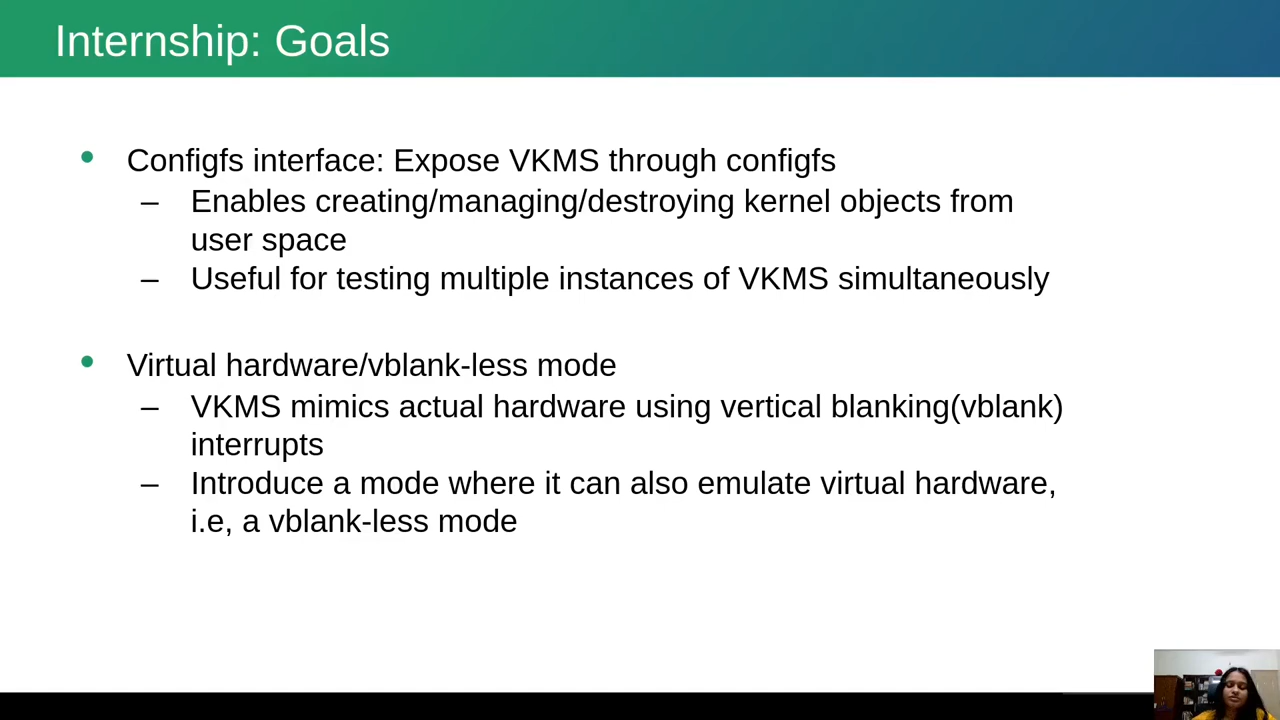 Internship: Goals
• Configfs interface: Expose VKMS through configfs
– Enables creating/managing/destroying kernel objects from
user space
– Useful for testing multiple instances of VKMS simultaneously
• Virtual hardware/vblank-less mode
– VKMS mimics actual hardware using vertical blanking(vblank)
interrupts
– Introduce a mode where it can also emulate virtual hardware,
i.e, a vblank-less mode